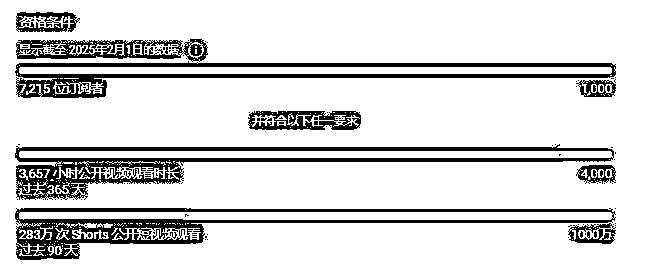 资格条件
显示截至 2025年2月1日的数据
7,215 位订阅者 1,000
并符合以下任一要求
3,657 小时公开视频观看时长 4,000
过去 365 天
283万 次 Shorts 公开短视频观看 1000万
过去 90 天